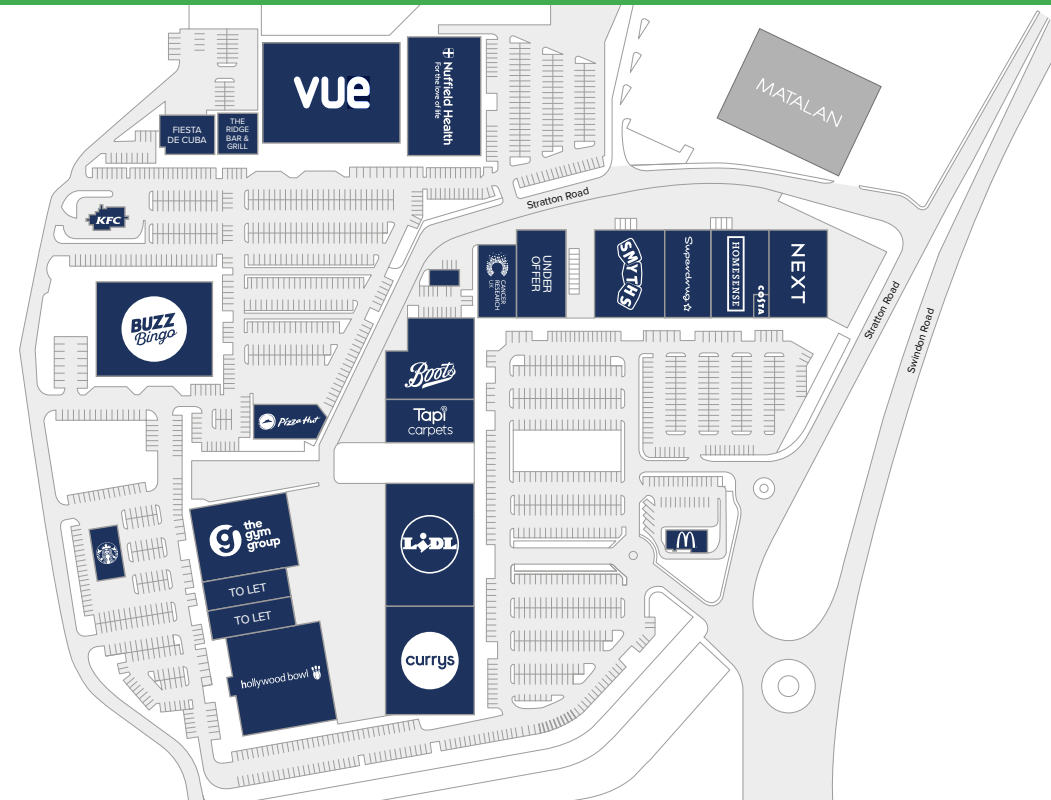 vue
Nuffield Health
For the love of life
MATALAN
FIESTA
DE CUBA
THE
RIDGE
BAR &
GRILL
Stratton Road
KFC
CANCER
RESEARCH
UK
UNDER
OFFER
SMYTHS
Superdrug
HOMESENSE
COSTA
NEXT
Stratton Road
Swindon Road
BUZZ
Bingo
Boots
Pizza Hut
Tapi
carpets
the
gym
group
LiDL
TO LET
TO LET
hollywood bowl
currys